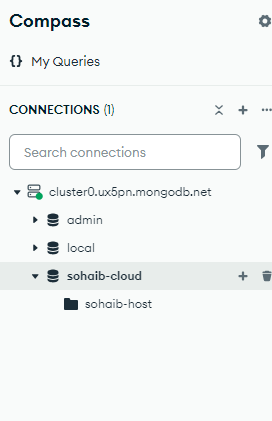 Compass
{} My Queries
CONNECTIONS (1)
Search connections
cluster0.ux5pn.mongodb.net
admin
local
sohaib-cloud
sohaib-host